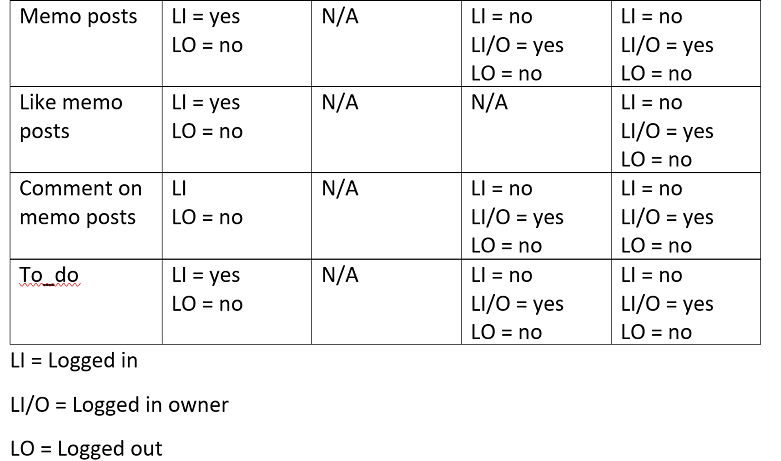 Memo posts LI = yes N/A LI = no LI = no
LO = no LI/O = yes LI/O = yes
LO = no LO = no
Like memo LI = yes N/A N/A LI = no
posts LO = no LI/O = yes
LO = no
Comment on LI N/A LI = no LI = no
memo posts LO = no LI/O = yes LI/O = yes
LO = no LO = no
To_do LI = yes N/A LI = no LI = no
LO = no LI/O = yes LI/O = yes
LO = no LO = no
LI = Logged in
LI/O = Logged in owner
LO = Logged out